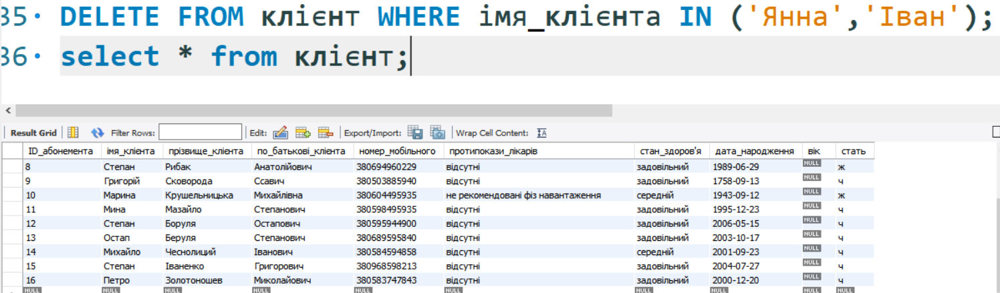 35 DELETE FROM клієнт WHERE імя_клієнта IN ('Янна','Іван');
36 select * from клієнт;
Result Grid Filter Rows: Edit: Export/Import: Wrap Cell Content: IA
ID_абонемента імя_клієнта прізвище_клієнта по_батькові_клієнта номер_мобільного протипокази_лікарів стан_здоров'я дата_народження вік стать
8 Степан Рибак Анатолійович 380694960229 відсутні задовільний 1989-06-29 NULL ж
9 Григорій Сковорода Ссавич 380503885940 відсутні задовільний 1758-09-13 NULL ч
10 Марина Крушельницька Михайлівна 380604495935 не рекомендовані фіз навантаження середній 1943-09-12 NULL ж
11 Мина Мазайло Степанович 380598495935 відсутні задовільний 1995-12-23 NULL ч
12 Степан Боруля Остапович 380595944900 відсутні задовільний 2006-05-15 NULL ч
13 Остап Беруля Степанович 380689595840 відсутні задовільний 2003-10-17 NULL ч
14 Михайло Чеснолиций Іванович 380584594858 відсутні середній 2001-09-23 NULL ч
15 Степан Іваненко Григорович 380968598213 відсутні задовільний 2004-07-27 NULL ч
16 Петро Золотоношев Миколайович 380583747843 відсутні задовільний 2000-12-20 NULL ч
NULL NULL NULL NULL NULL NULL NULL NULL NULL NULL